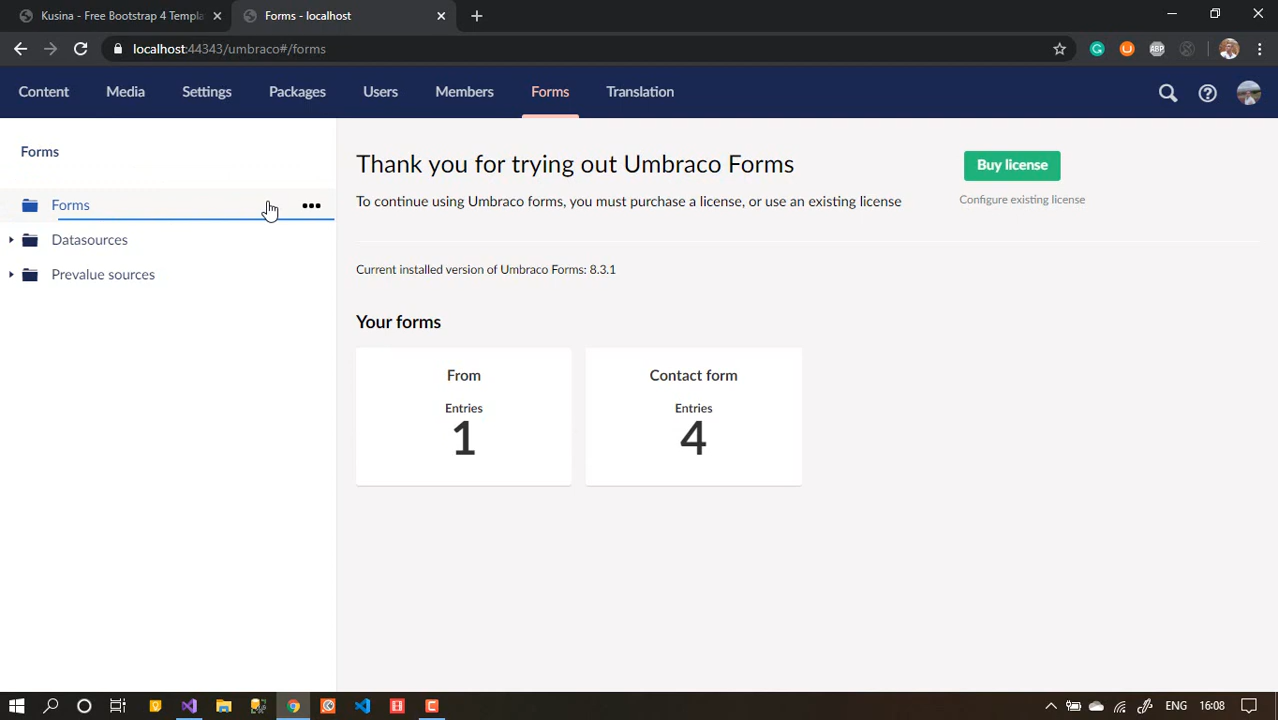 Kusina - Free Bootstrap 4 Templa
Forms - localhost
localhost:44343/umbraco#/forms
ABP
Content
Media
Settings
Packages
Users
Members
Forms
Translation
Forms
Forms
Datasources
Prevalue sources
Thank you for trying out Umbraco Forms
To continue using Umbraco forms, you must purchase a license, or use an existing license
Buy license
Configure existing license
Current installed version of Umbraco Forms: 8.3.1
Your forms
From
Entries
1
Contact form
Entries
4
ENG
16:08